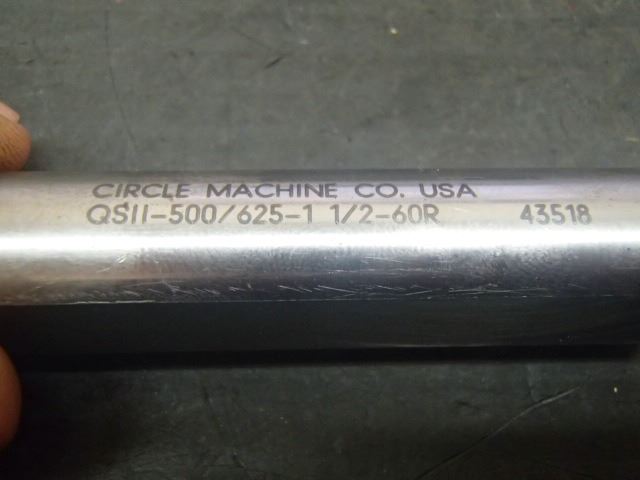 CIRCLE MACHINE CO. USA
QSII-500/625-1 1/2-60R 43518